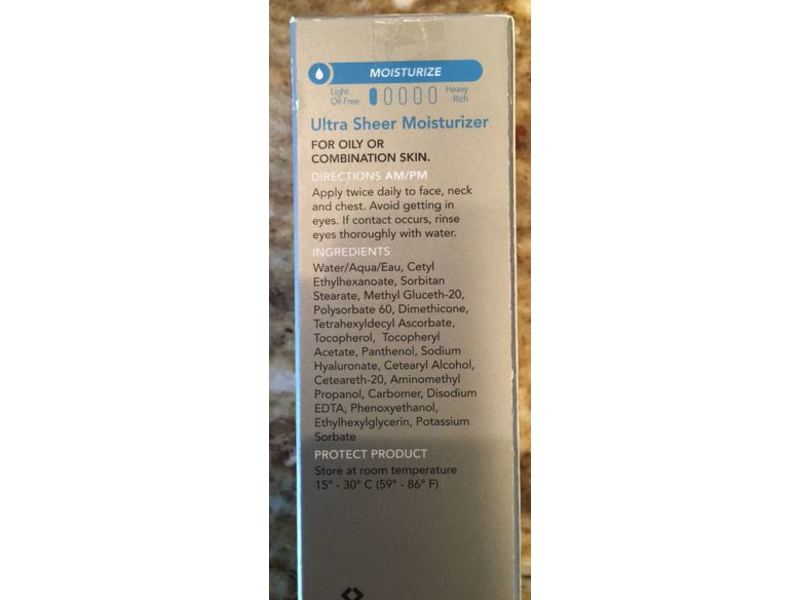 MOISTURIZE
Light
Oil Free
Heavy
Rich
Ultra Sheer Moisturizer
FOR OILY OR
COMBINATION SKIN.
DIRECTIONS AM/PM
Apply twice daily to face, neck
and chest. Avoid getting in
eyes. If contact occurs, rinse
eyes thoroughly with water.
INGREDIENTS
Water/Aqua/Eau, Cetyl
Ethylhexanoate, Sorbitan
Stearate, Methyl Gluceth-20,
Polysorbate 60, Dimethicone,
Tetrahexyldecyl Ascorbate,
Tocopherol, Tocopheryl
Acetate, Panthenol, Sodium
Hyaluronate, Cetearyl Alcohol,
Ceteareth-20, Aminomethyl
Propanol, Carbomer, Disodium
EDTA, Phenoxyethanol,
Ethylhexylglycerin, Potassium
Sorbate
PROTECT PRODUCT
Store at room temperature
15° - 30° C (59° - 86° F)